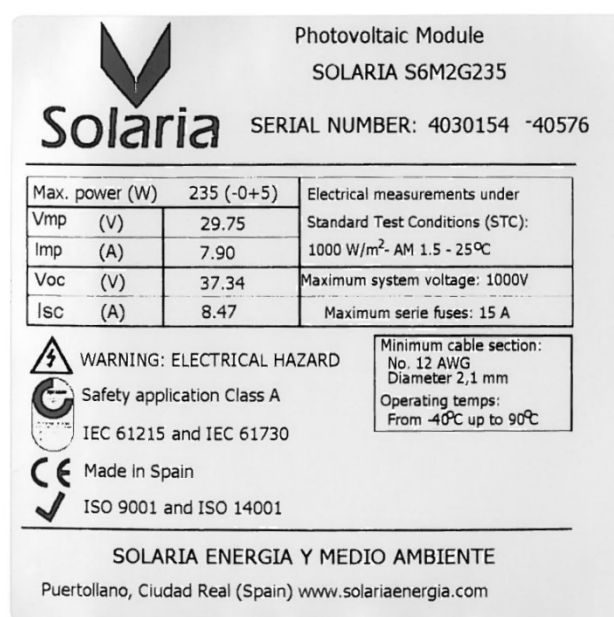 Photovoltaic Module
SOLARIA S6M2G235
Solaria
SERIAL NUMBER: 4030154 -40576
Max. power (W) 235 (-0+5)
Vmp (V) 29.75
Imp (A) 7.90
Voc (V) 37.34
Isc (A) 8.47
Electrical measurements under
Standard Test Conditions (STC):
1000 W/m²- AM 1.5 - 25ºC
Maximum system voltage: 1000V
Maximum serie fuses: 15 A
WARNING: ELECTRICAL HAZARD
Safety application Class A
IEC 61215 and IEC 61730
CE Made in Spain
ISO 9001 and ISO 14001
Minimum cable section:
No. 12 AWG
Diameter 2,1 mm
Operating temps:
From -40ºC up to 90ºC
SOLARIA ENERGIA Y MEDIO AMBIENTE
Puertollano, Ciudad Real (Spain) www.solariaenergia.com